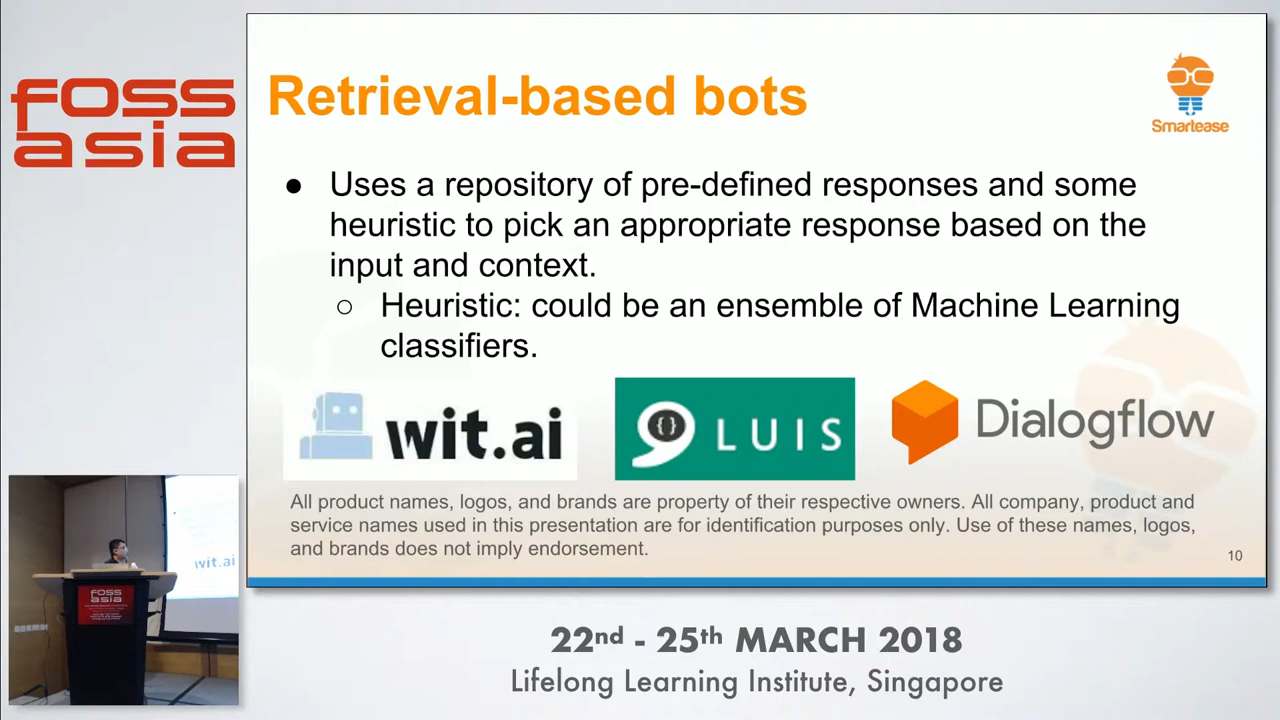 FOSS
asia
Retrieval-based bots
Smartease
● Uses a repository of pre-defined responses and some
heuristic to pick an appropriate response based on the
input and context.
○ Heuristic: could be an ensemble of Machine Learning
classifiers.
wit.ai
LUIS
Dialogflow
All product names, logos, and brands are property of their respective owners. All company, product and
service names used in this presentation are for identification purposes only. Use of these names, logos,
and brands does not imply endorsement.
10
wit.ai
FOSS
asia
22nd - 25th MARCH 2018
Lifelong Learning Institute, Singapore